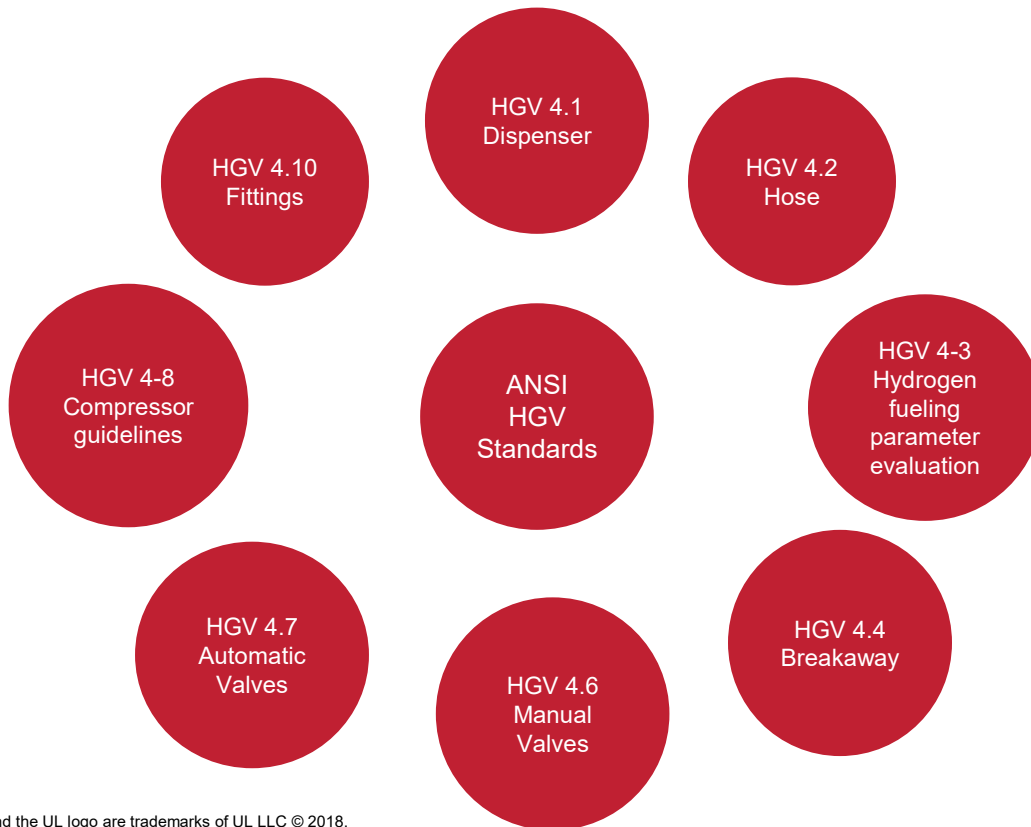 HGV 4.1
Dispenser
HGV 4.10
Fittings
HGV 4.2
Hose
HGV 4-8
Compressor
guidelines
ANSI
HGV
Standards
HGV 4-3
Hydrogen
fueling
parameter
evaluation
HGV 4.7
Automatic
Valves
HGV 4.6
Manual
Valves
HGV 4.4
Breakaway
the UL logo are trademarks of UL LLC © 2018.